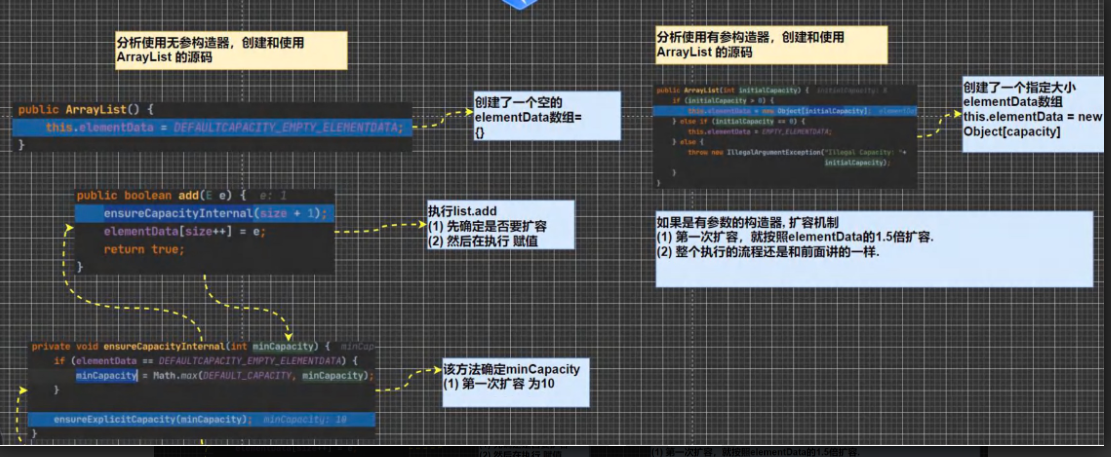 分析使用无参构造器，创建和使用
ArrayList 的源码
public ArrayList() {
this.elementData = DEFAULTCAPACITY_EMPTY_ELEMENTDATA;
}
创建了一个空的
elementData数组=
{}
public boolean add(E e) { e: 1
ensureCapacityInternal(size + 1);
elementData[size++] = e;
return true;
}
执行list.add
(1) 先确定是否要扩容
(2) 然后在执行 赋值
private void ensureCapacityInternal(int minCapacity) { minCap
if (elementData == DEFAULTCAPACITY_EMPTY_ELEMENTDATA) {
minCapacity = Math.max(DEFAULT_CAPACITY, minCapacity);
}
ensureExplicitCapacity(minCapacity); minCapacity: 10
}
该方法确定minCapacity
(1) 第一次扩容 为10
分析使用有参构造器，创建和使用
ArrayList 的源码
public ArrayList(int initialCapacity) { initialCapacity: 8
if (initialCapacity > 0) {
this.elementData = new Object[initialCapacity];
} else if (initialCapacity == 0) {
this.elementData = EMPTY_ELEMENTDATA;
} else {
throw new IllegalArgumentException("Illegal Capacity: "+
initialCapacity);
}
}
创建了一个指定大小
elementData数组
this.elementData = new
Object[capacity]
如果是有参数的构造器, 扩容机制
(1) 第一次扩容，就按照elementData的1.5倍扩容.
(2) 整个执行的流程还是和前面讲的一样.
(2) 然后在执行 赋值
(1) 第一次扩容，就按照elementData的1.5倍扩容.